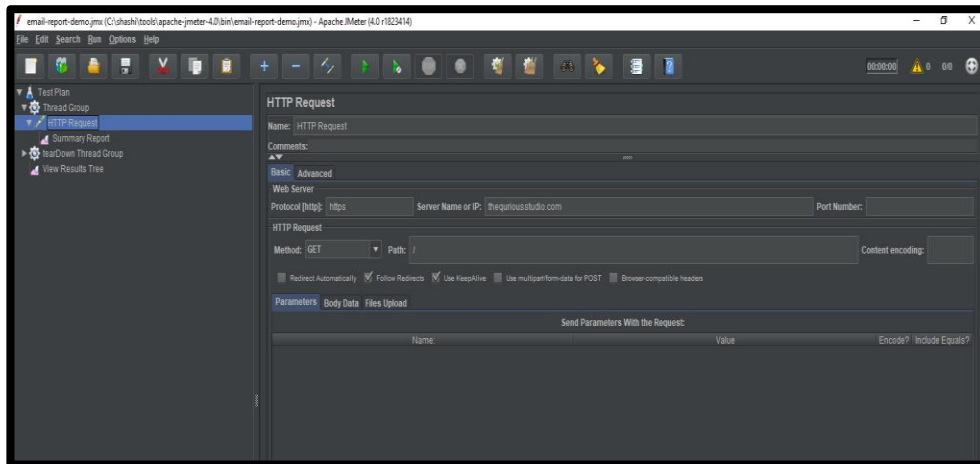 email-report-demo.jmx (C:\shashi\tools\apache-jmeter-4.0\bin\email-report-demo.jmx) - Apache JMeter (4.0 r1823414)
File Edit Search Run Options Help
00:00:00 0 0/0
Test Plan
Thread Group
HTTP Request
Summary Report
tearDown Thread Group
View Results Tree
HTTP Request
Name: HTTP Request
Comments:
Basic Advanced
Web Server
Protocol [http]: https Server Name or IP: thequriousstudio.com Port Number:
HTTP Request
Method: GET Path: / Content encoding:
Redirect Automatically Follow Redirects Use KeepAlive Use multipart/form-data for POST Browser-compatible headers
Parameters Body Data Files Upload
Send Parameters With the Request:
Name: Value Encode? Include Equals?